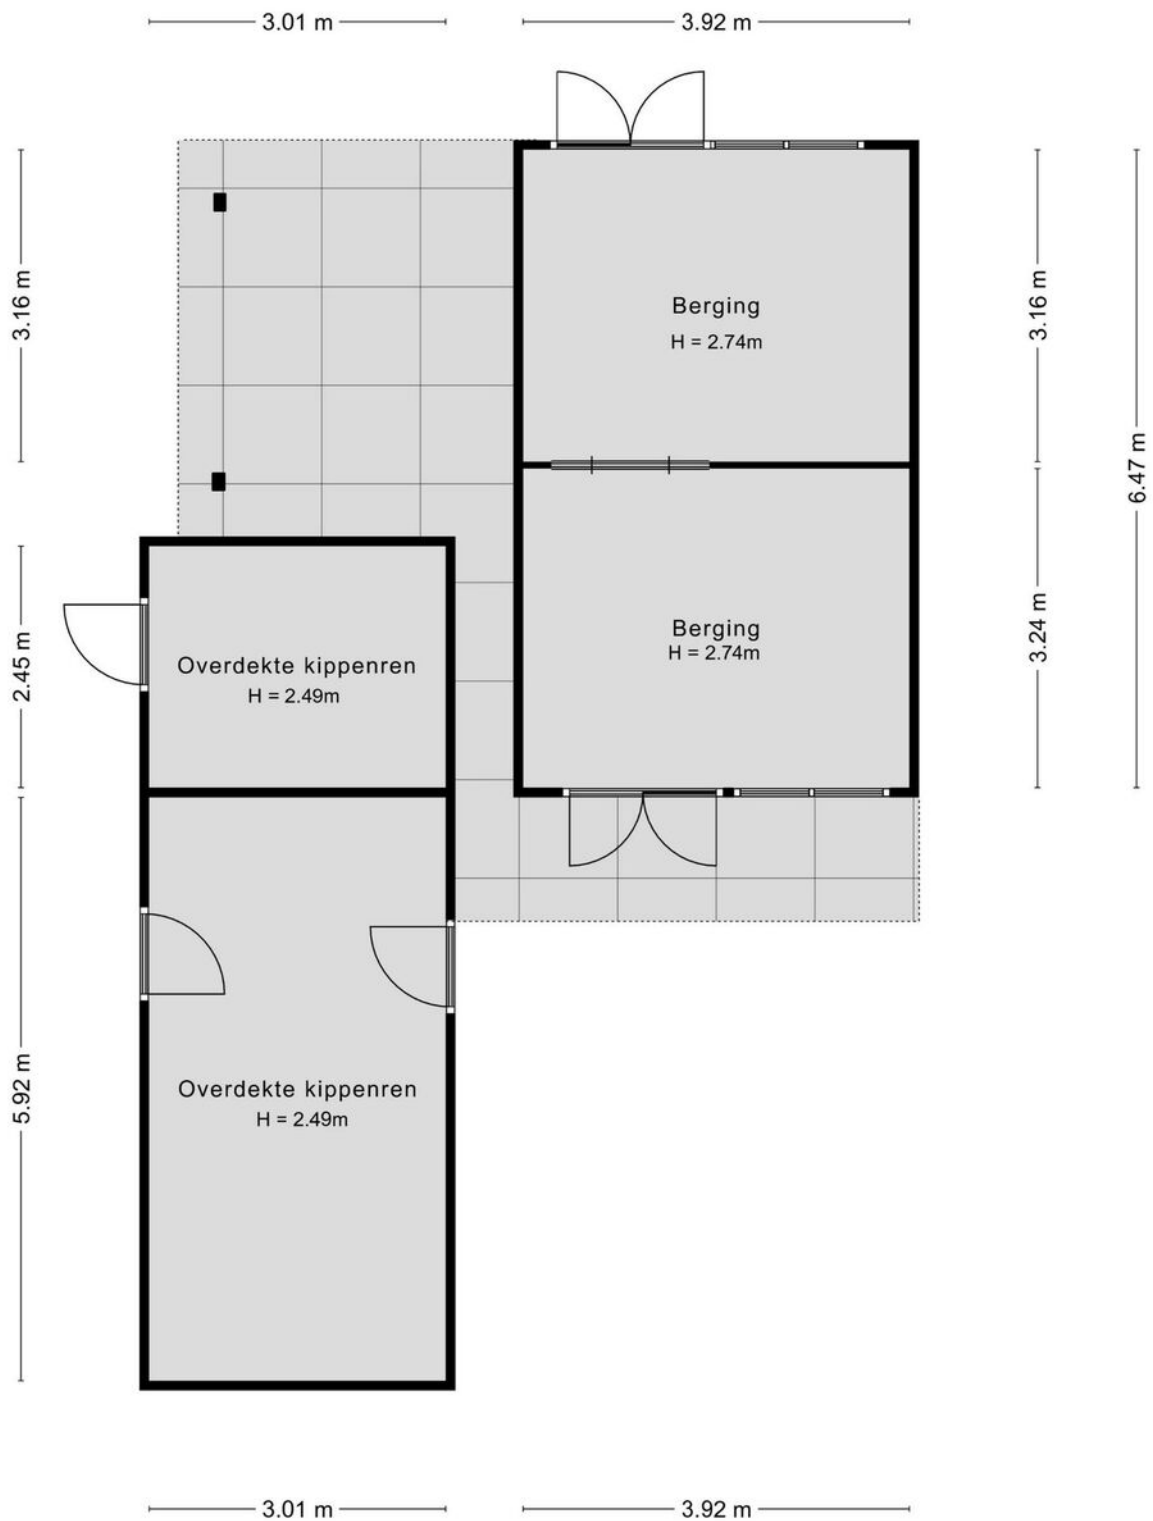 3.01 m
3.92 m
3.16 m
3.16 m
Berging
H = 2.74m
6.47 m
2.45 m
3.24 m
Berging
H = 2.74m
Overdekte kippenren
H = 2.49m
5.92 m
Overdekte kippenren
H = 2.49m
3.01 m
3.92 m